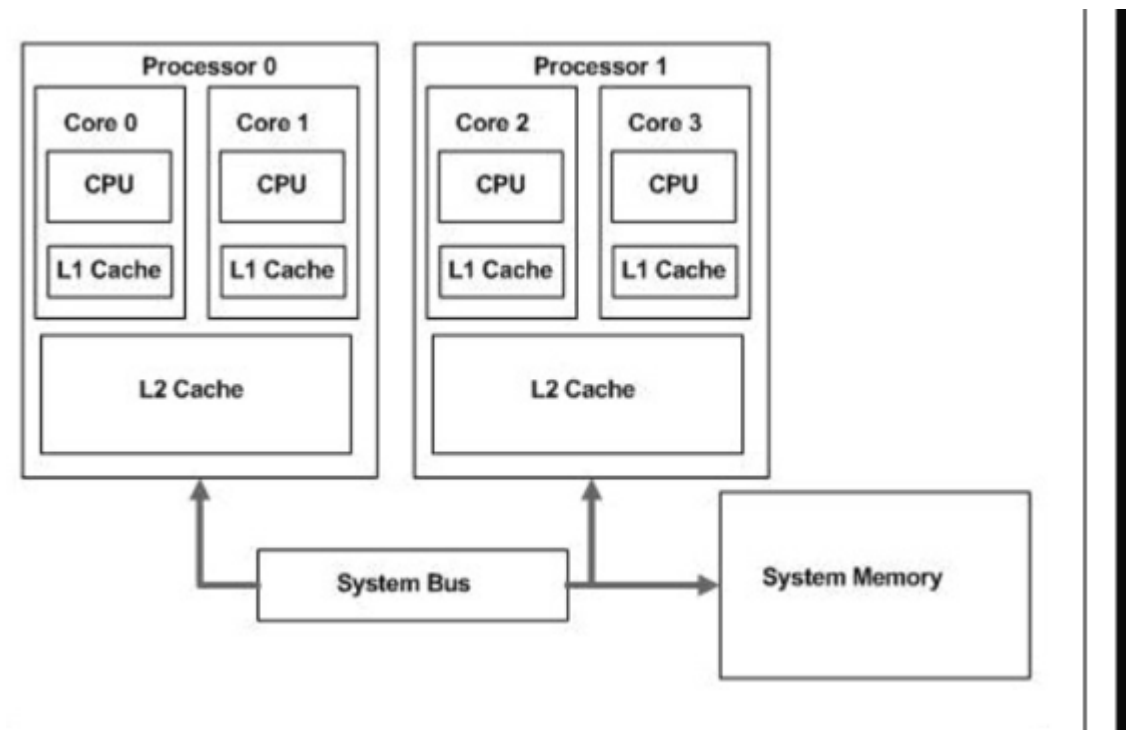 Processor 0
Processor 1
Core 0
Core 1
Core 2
Core 3
CPU
CPU
CPU
CPU
L1 Cache
L1 Cache
L1 Cache
L1 Cache
L2 Cache
L2 Cache
System Bus
System Memory